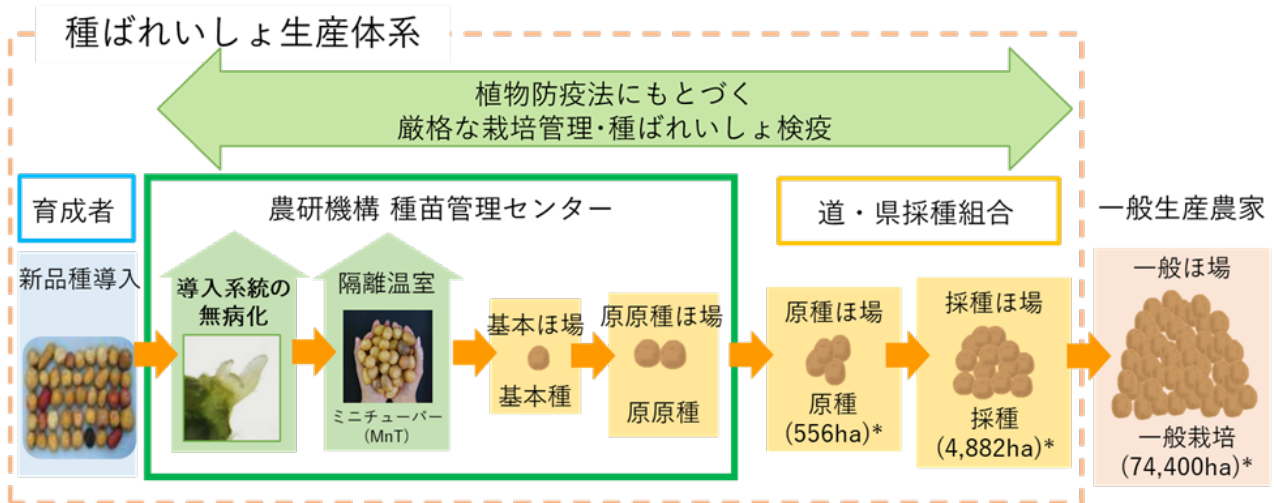 種ばれいしょ生産体系
植物防疫法にもとづく
厳格な栽培管理･種ばれいしょ検疫
育成者
農研機構 種苗管理センター
道・県採種組合
一般生産農家
新品種導入
導入系統の
無病化
隔離温室
ミニチューバー
(MnT)
基本ほ場
基本種
原原種ほ場
原原種
原種ほ場
原種
(556ha)*
採種ほ場
採種
(4,882ha)*
一般ほ場
一般栽培
(74,400ha)*